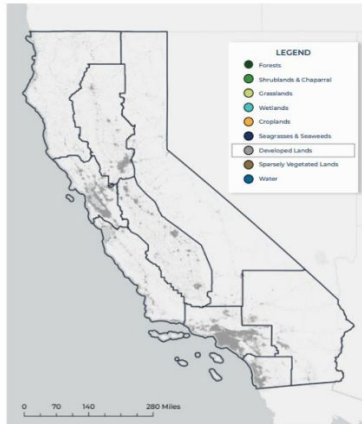 LEGEND
Forests
Shrublands & Chaparral
Grasslands
Wetlands
Croplands
Seagrasses & Seaweeds
Developed Lands
Sparsely Vegetated Lands
Water
0 70 140 280 Miles